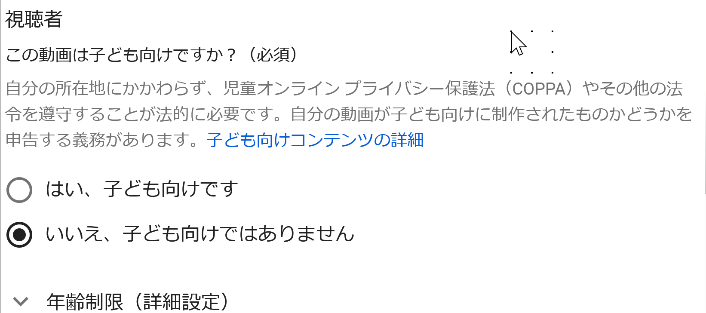 視聴者
この動画は子ども向けですか？（必須）
自分の所在地にかかわらず、児童オンライン プライバシー保護法（COPPA）やその他の法
令を遵守することが法的に必要です。自分の動画が子ども向けに制作されたものかどうかを
申告する義務があります。子ども向けコンテンツの詳細
はい、子ども向けです
いいえ、子ども向けではありません
年齢制限（詳細設定）